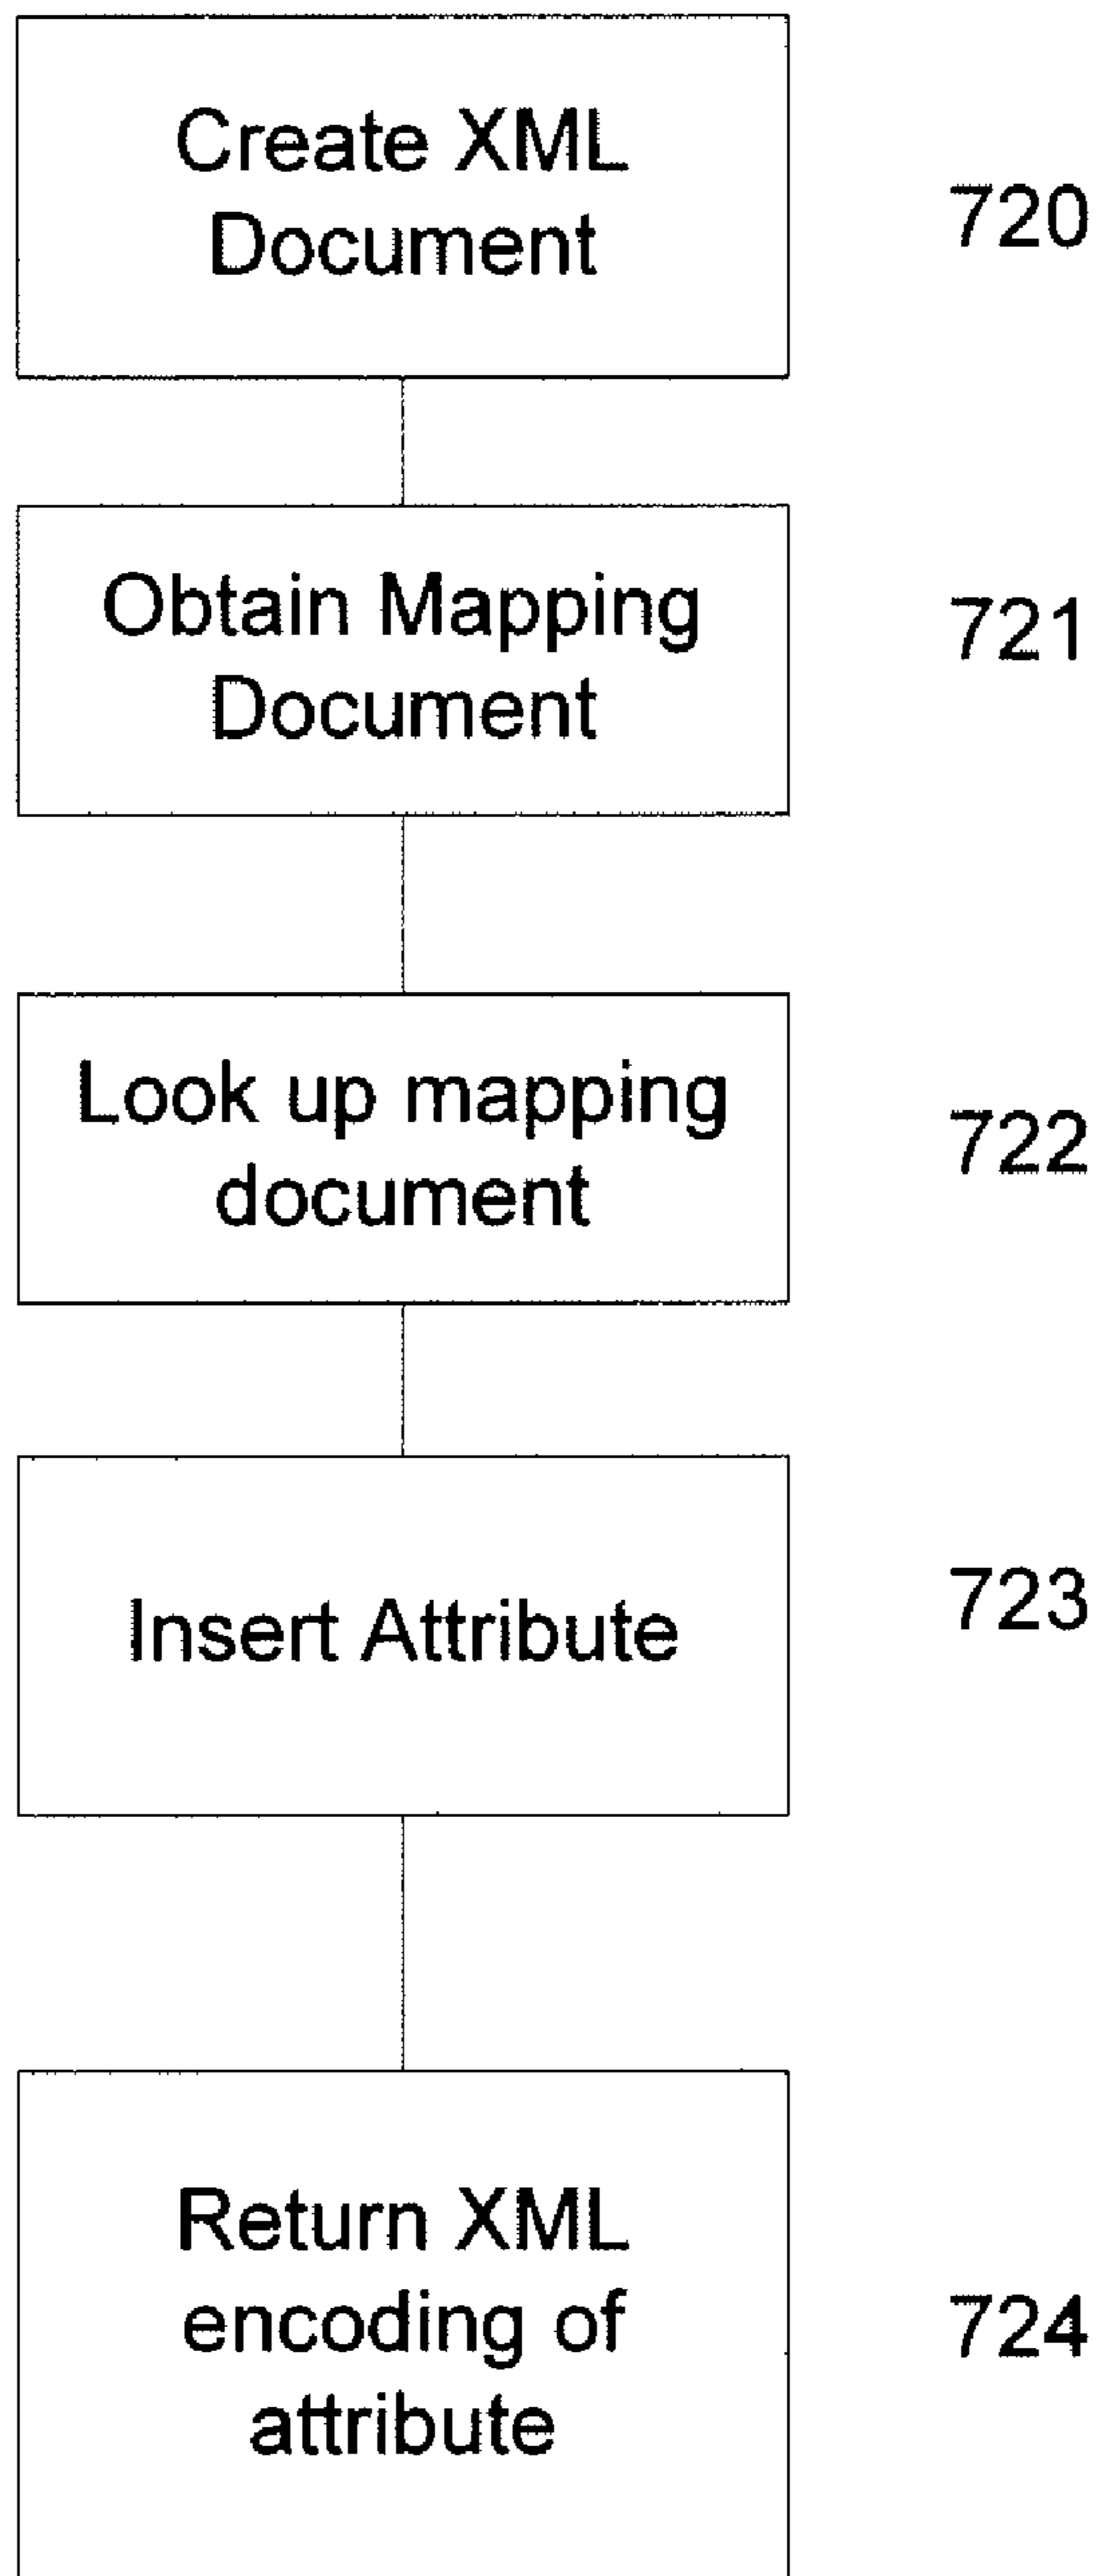 Create XML
Document
720
Obtain Mapping
Document
721
Look up mapping
document
722
Insert Attribute
723
Return XML
encoding of
attribute
724